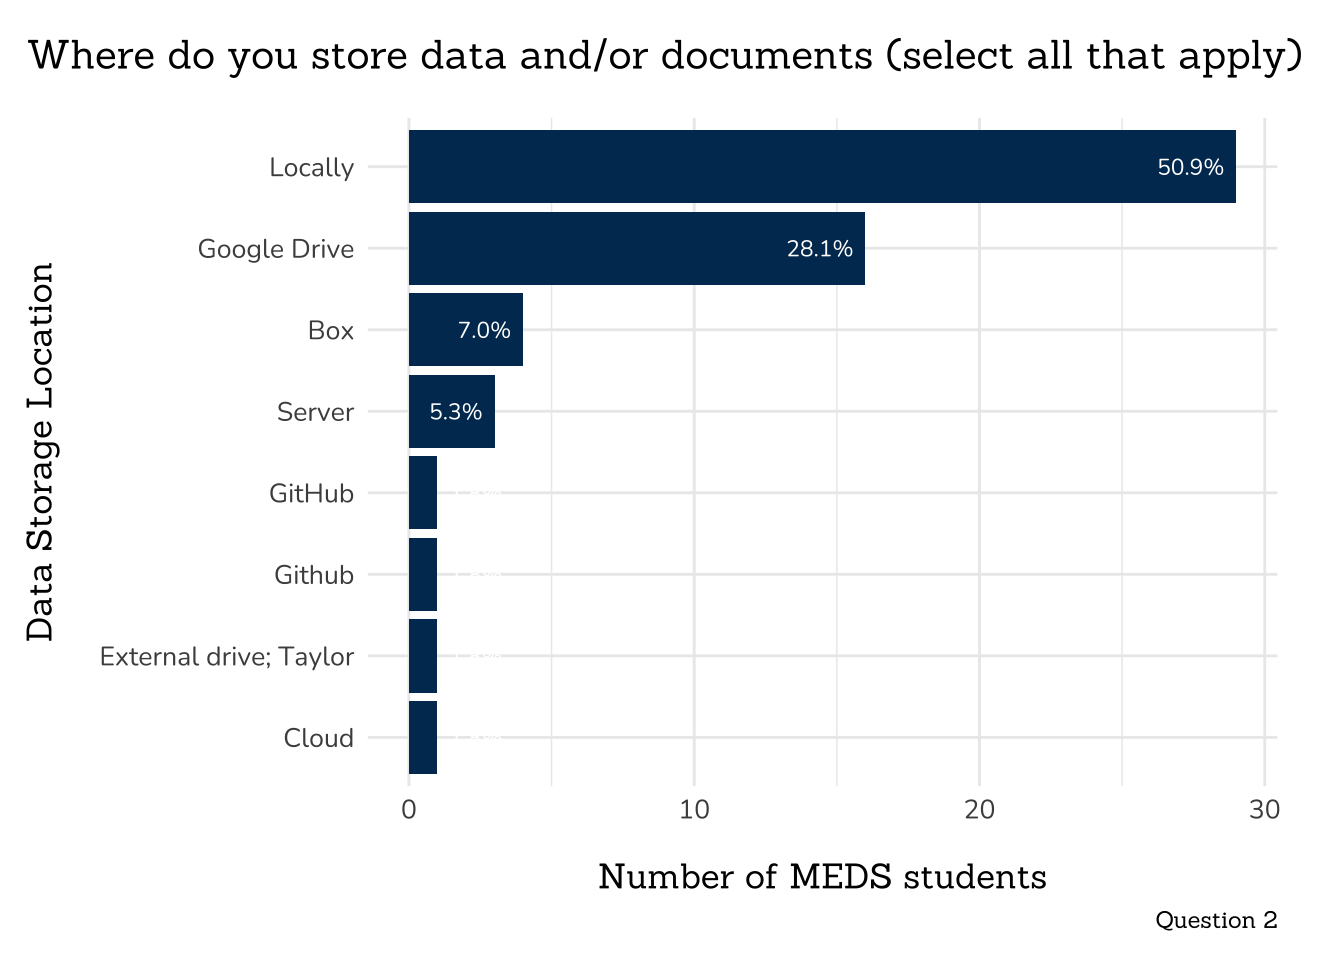 Where do you store data and/or documents (select all that apply)
Data Storage Location
Locally
50.9%
Google Drive
28.1%
Box
7.0%
Server
5.3%
GitHub
Github
External drive; Taylor
Cloud
0 10 20 30
Number of MEDS students
Question 2